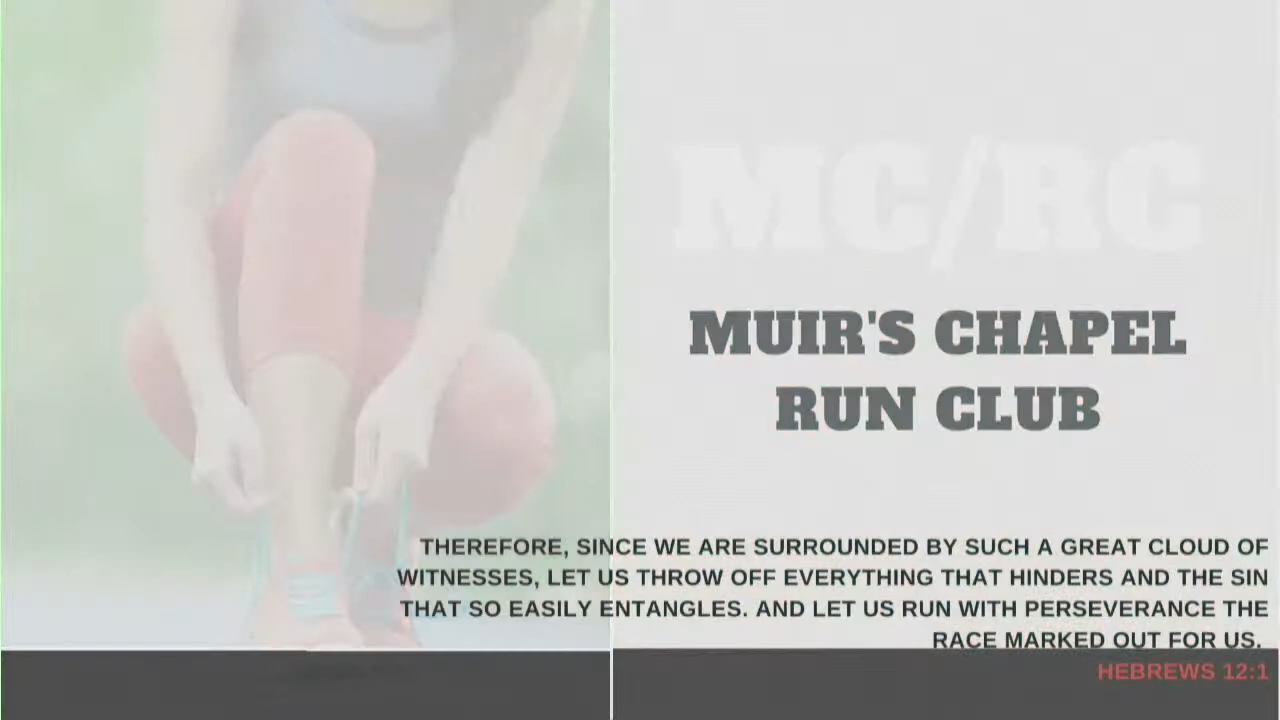 MC/RC
MUIR'S CHAPEL
RUN CLUB
THEREFORE, SINCE WE ARE SURROUNDED BY SUCH A GREAT CLOUD OF
WITNESSES, LET US THROW OFF EVERYTHING THAT HINDERS AND THE SIN
THAT SO EASILY ENTANGLES. AND LET US RUN WITH PERSEVERANCE THE
RACE MARKED OUT FOR US.
HEBREWS 12:1